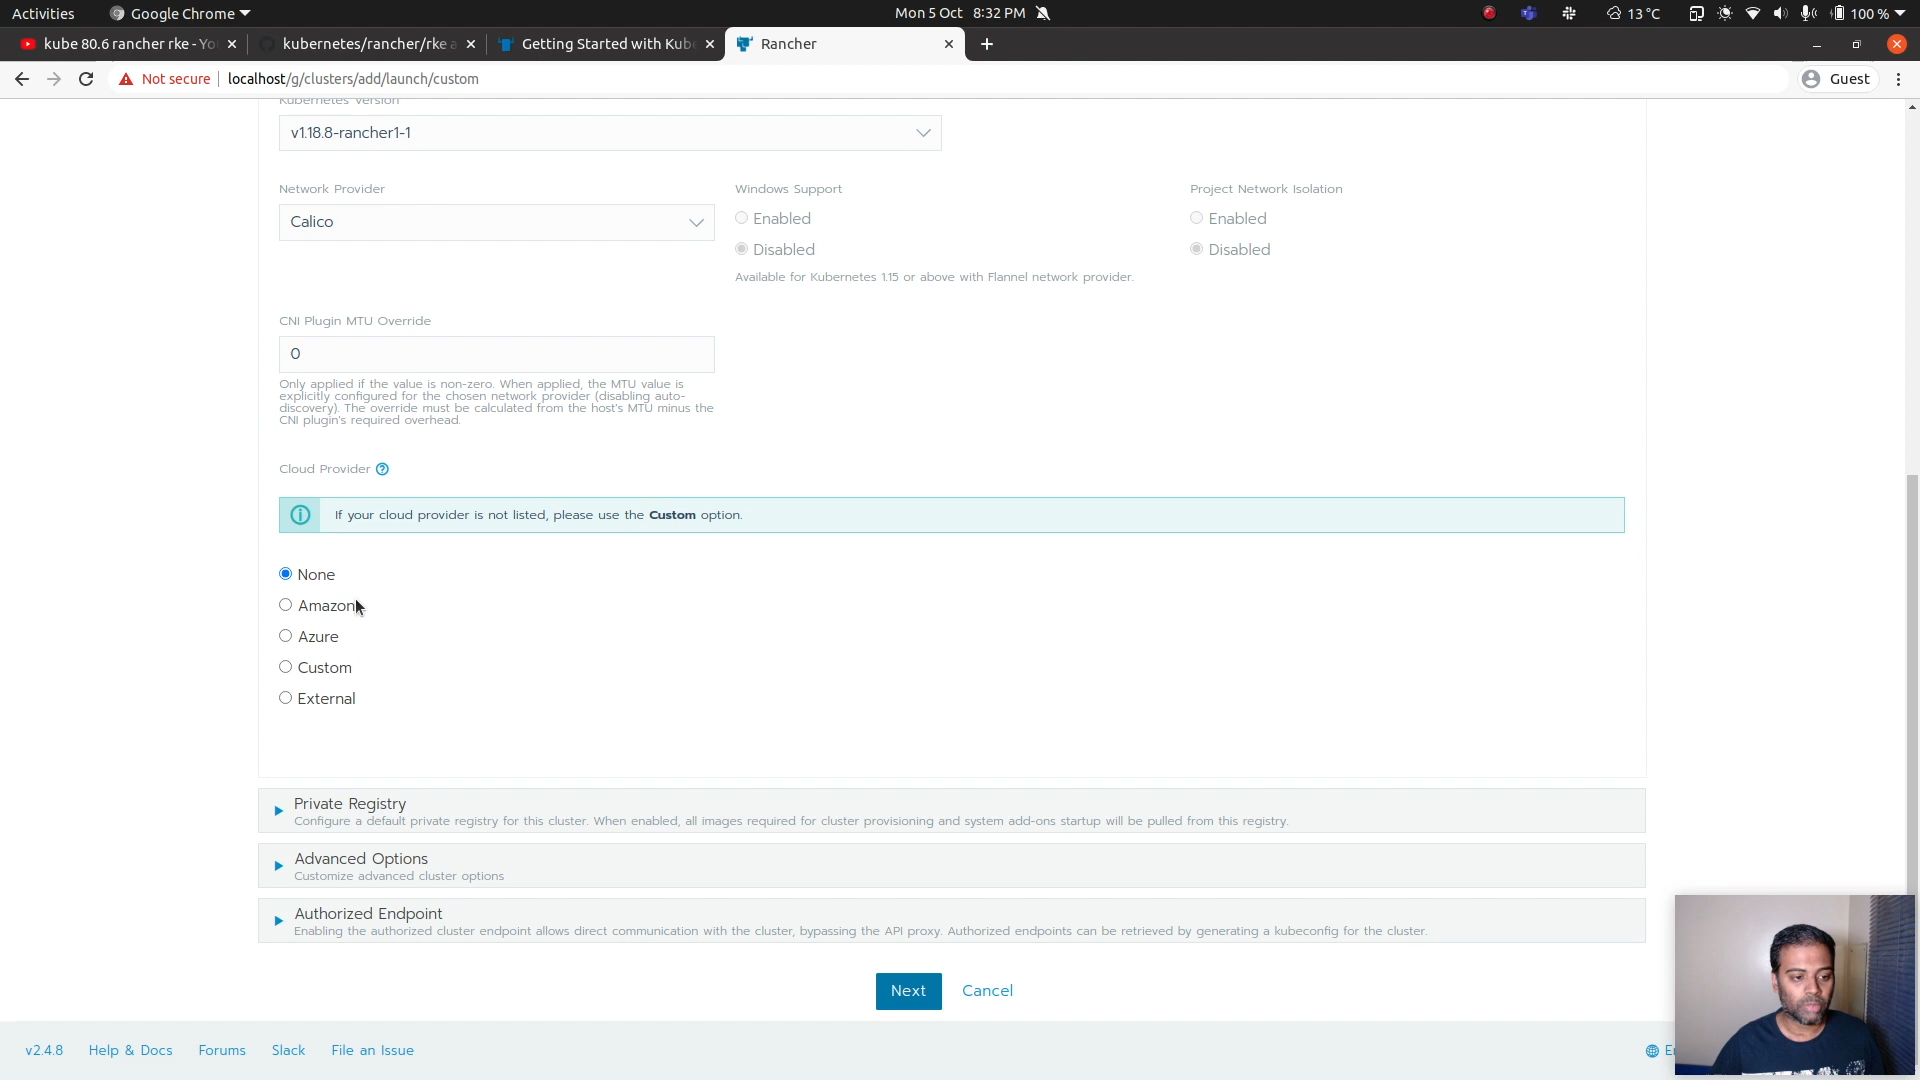 Activities
Google Chrome
Mon 5 Oct 8:32 PM
13 °C
100 %
kube 80.6 rancher rke - Yo
kubernetes/rancher/rke a
Getting Started with Kube
Rancher
Not secure
localhost/g/clusters/add/launch/custom
Guest
Kubernetes Version
v1.18.8-rancher1-1
Network Provider
Windows Support
Project Network Isolation
Calico
Enabled
Enabled
Disabled
Disabled
Available for Kubernetes 1.15 or above with Flannel network provider.
CNI Plugin MTU Override
0
Only applied if the value is non-zero. When applied, the MTU value is
explicitly configured for the chosen network provider (disabling auto-
discovery). The override must be calculated from the host's MTU minus the
CNI plugin's required overhead.
Cloud Provider
If your cloud provider is not listed, please use the Custom option.
None
Amazon
Azure
Custom
External
Private Registry
Configure a default private registry for this cluster. When enabled, all images required for cluster provisioning and system add-ons startup will be pulled from this registry.
Advanced Options
Customize advanced cluster options
Authorized Endpoint
Enabling the authorized cluster endpoint allows direct communication with the cluster, bypassing the API proxy. Authorized endpoints can be retrieved by generating a kubeconfig for the cluster.
Next
Cancel
v2.4.8
Help & Docs
Forums
Slack
File an Issue